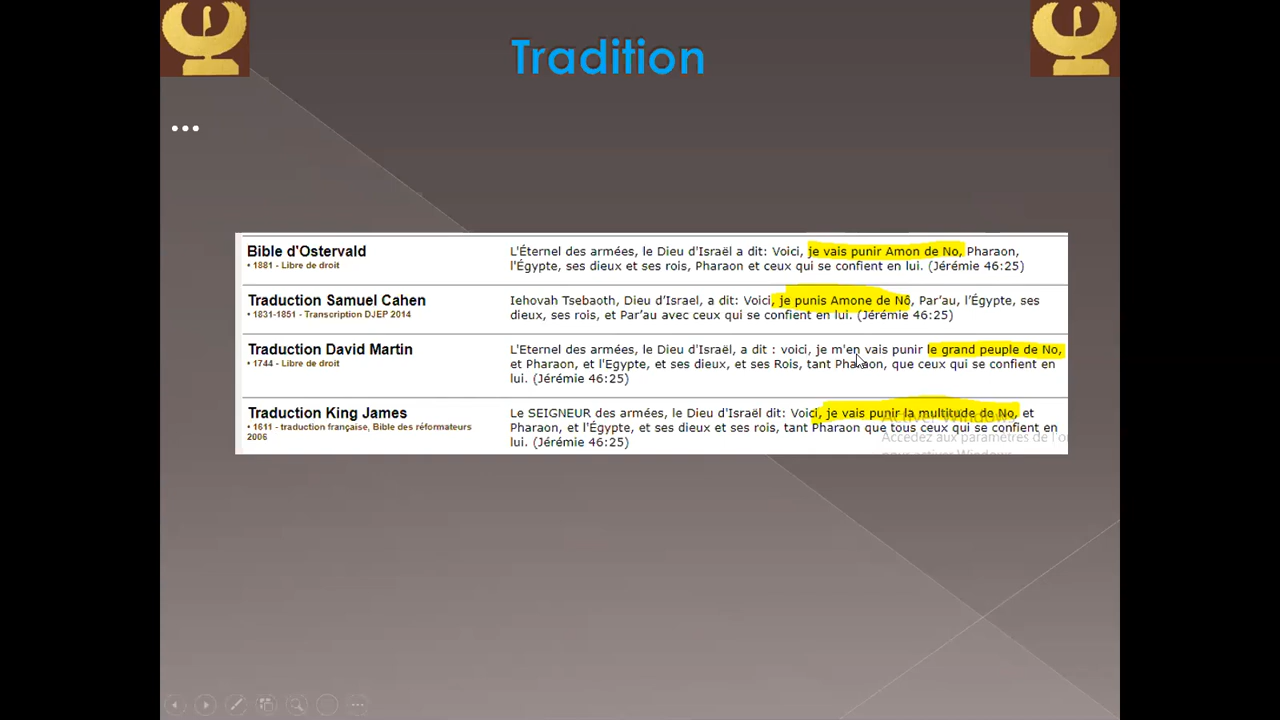 Tradition
...
Bible d'Ostervald
• 1881 - Libre de droit
L'Éternel des armées, le Dieu d'Israël a dit: Voici, je vais punir Amon de No, Pharaon,
l'Égypte, ses dieux et ses rois, Pharaon et ceux qui se confient en lui. (Jérémie 46:25)
Traduction Samuel Cahen
• 1831-1851 - Transcription DJEP 2014
Iehovah Tsebaoth, Dieu d’Israel, a dit: Voici, je punis Amone de Nô, Par’au, l’Égypte, ses
dieux, ses rois, et Par’au avec ceux qui se confient en lui. (Jérémie 46:25)
Traduction David Martin
• 1744 - Libre de droit
L'Eternel des armées, le Dieu d'Israël, a dit : voici, je m'en vais punir le grand peuple de No,
et Pharaon, et l'Egypte, et ses dieux, et ses Rois, tant Pharaon, que ceux qui se confient en
lui. (Jérémie 46:25)
Traduction King James
• 1611 - traduction française, Bible des réformateurs
2006
Le SEIGNEUR des armées, le Dieu d'Israël dit: Voici, je vais punir la multitude de No, et
Pharaon, et l'Égypte, et ses dieux et ses rois, tant Pharaon que tous ceux qui se confient en
lui. (Jérémie 46:25)
Activer Windows
Accédez aux paramètres de l'o
pour activer Windows